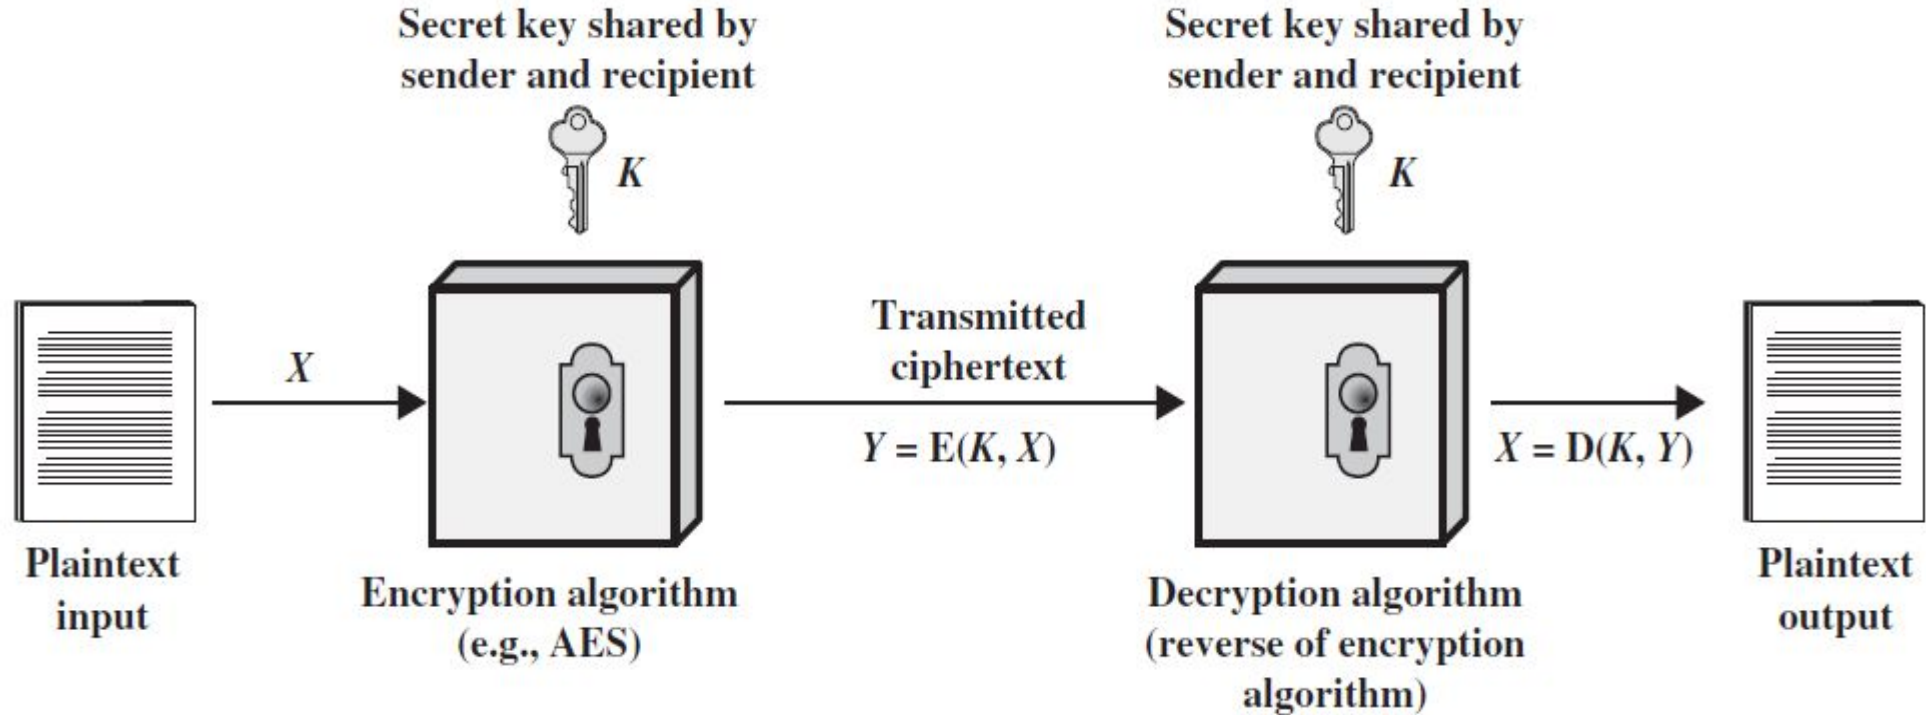 Secret key shared by
sender and recipient
K
Secret key shared by
sender and recipient
K
X
Transmitted
ciphertext
Y = E(K, X)
X = D(K, Y)
Plaintext
input
Encryption algorithm
(e.g., AES)
Decryption algorithm
(reverse of encryption
algorithm)
Plaintext
output